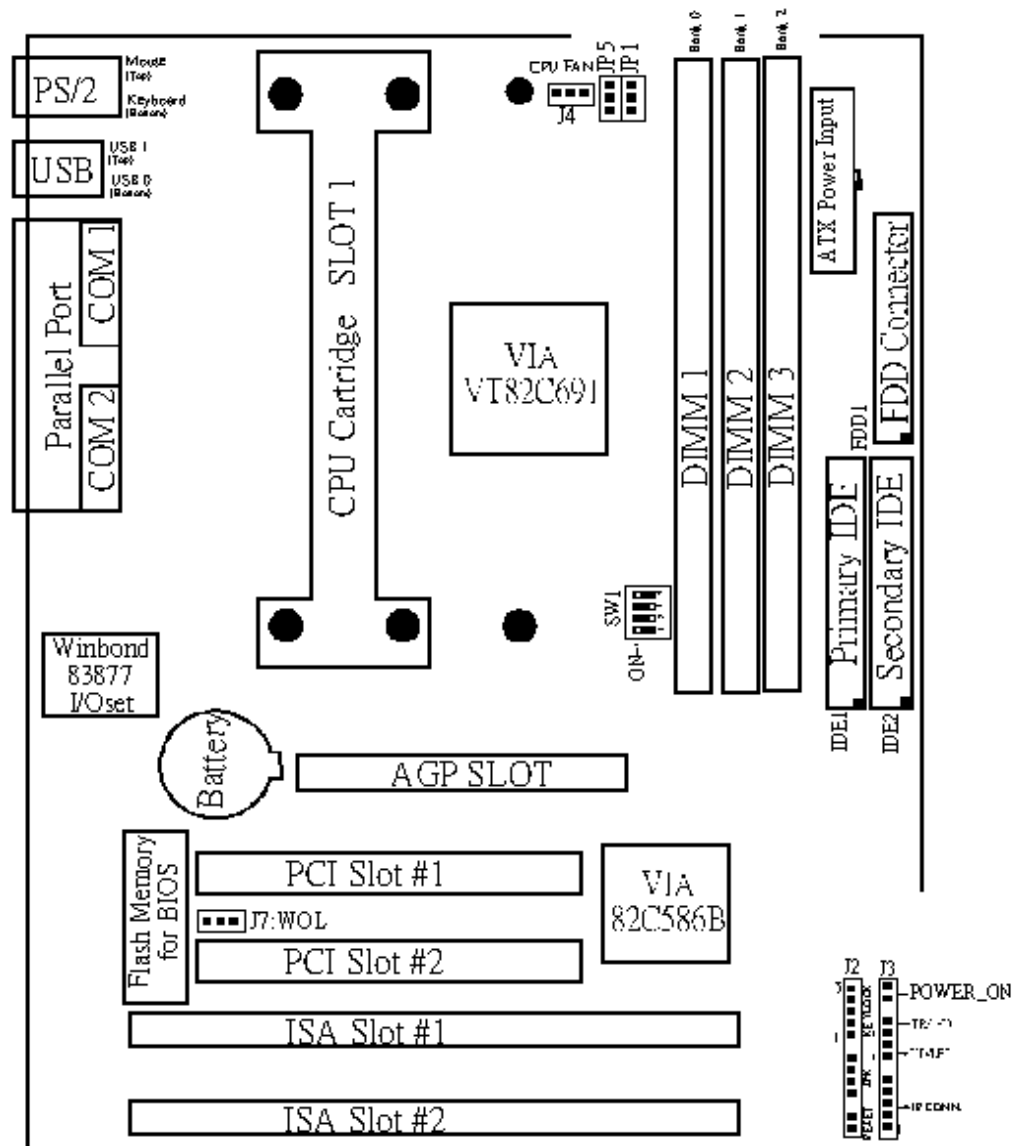 Mouse
(Top)
PS/2
Keyboard
USB 1
(Top)
USB
USB 0
COM 1
Parallel Port
COM 2
CPU Cartridge SLOT 1
CPU FAN
J4
JP5
JP1
Bank 0
Bank 1
Bank 2
DIMM 1
DIMM 2
DIMM 3
ATX Power Input
FDD Connector
FDD1
VIA
VT82C691
Primary IDE
Secondary IDE
IDE1
IDE2
SW1
ON
Winbond
83877
I/Oset
Battery
AGP SLOT
Flash Memory
for BIOS
PCI Slot #1
J7:WOL
PCI Slot #2
VIA
82C586B
ISA Slot #1
ISA Slot #2
J2
J3
KEYLOCK
POWER_ON
SPK
RESET
IR CONN.